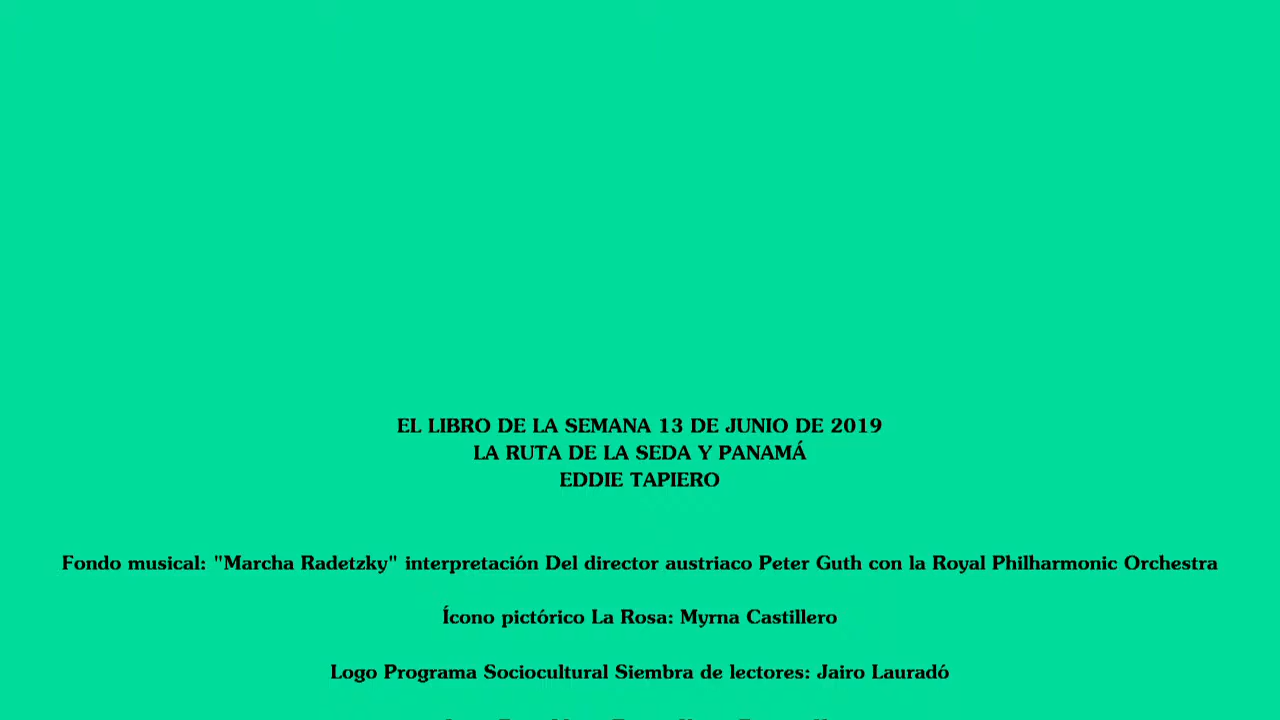 EL LIBRO DE LA SEMANA 13 DE JUNIO DE 2019
LA RUTA DE LA SEDA Y PANAMÁ
EDDIE TAPIERO
Fondo musical: "Marcha Radetzky" interpretación Del director austriaco Peter Guth con la Royal Philharmonic Orchestra
Ícono pictórico La Rosa: Myrna Castillero
Logo Programa Sociocultural Siembra de lectores: Jairo Lauradó